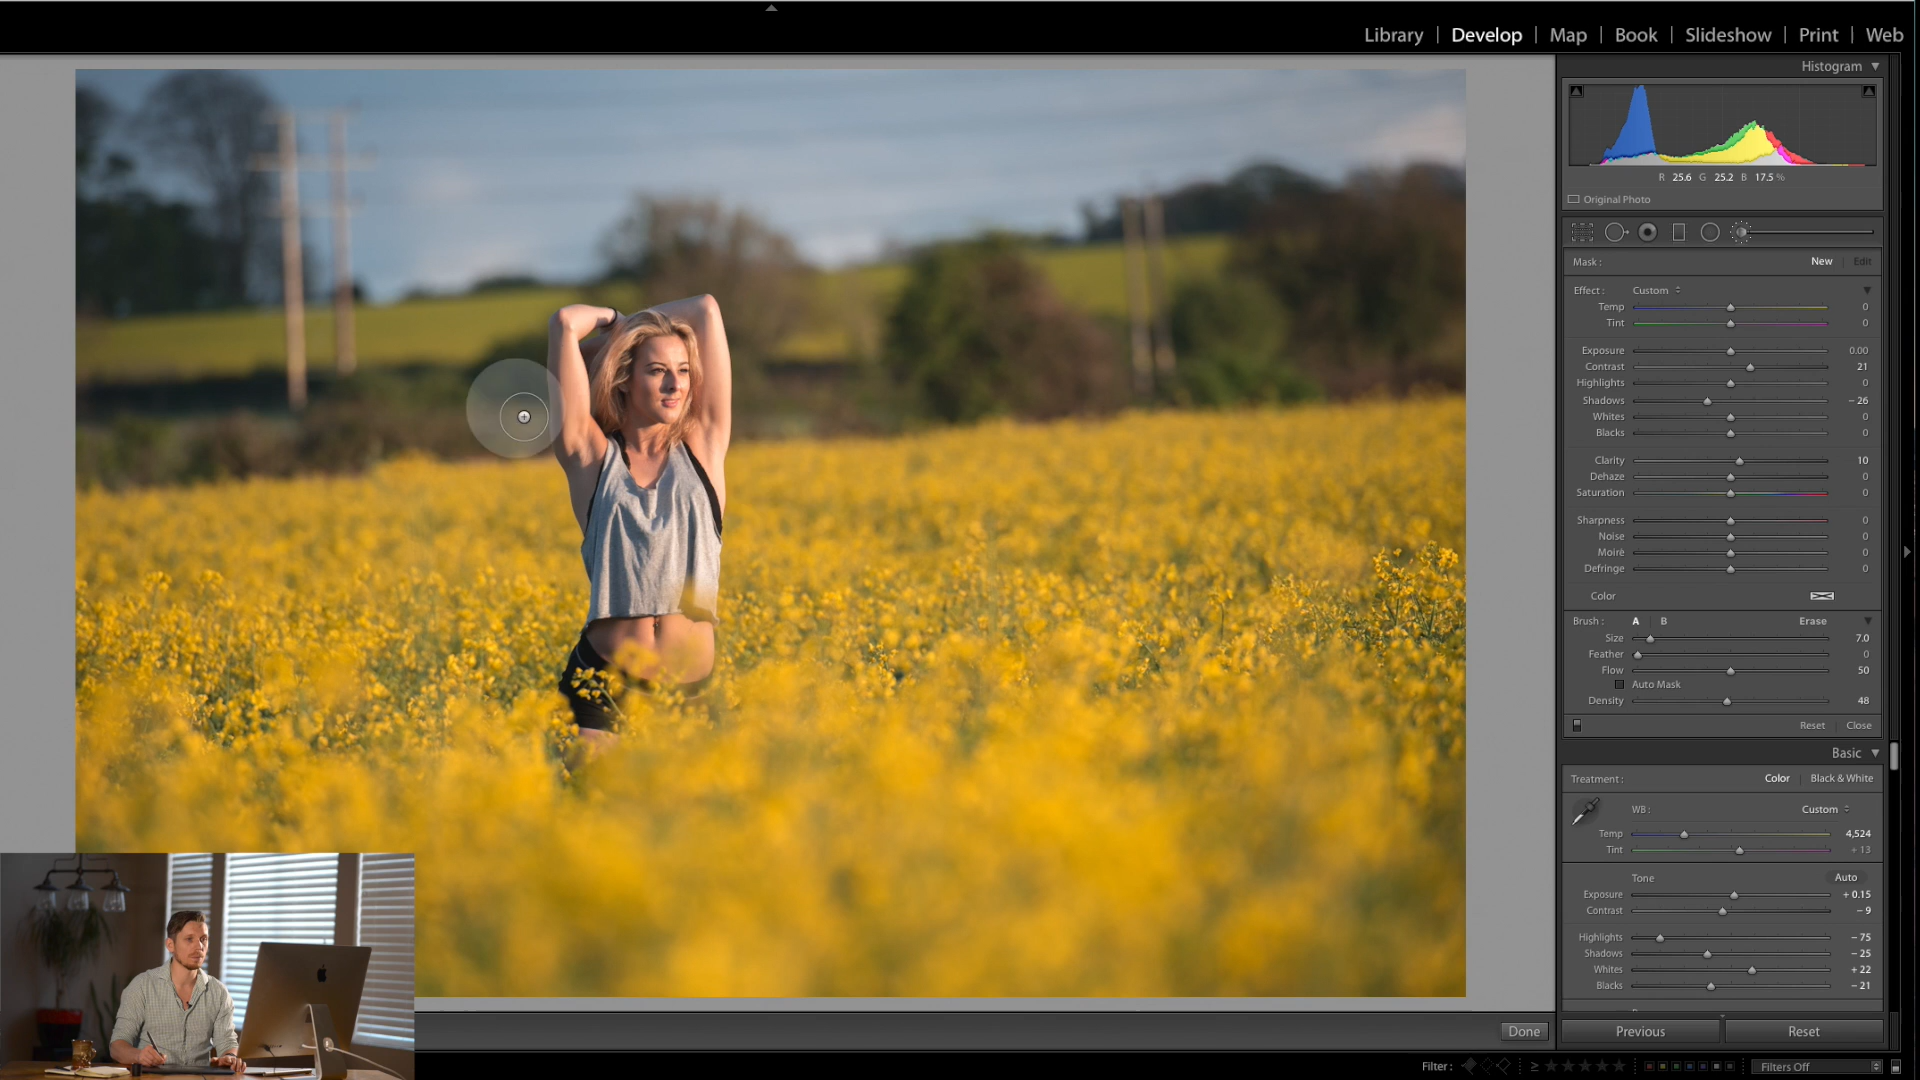 Library | Develop | Map | Book | Slideshow | Print | Web
Histogram
R 25.6 G 25.2 B 17.5 %
Original Photo
Mask : New | Edit
Effect : Custom
Temp 0
Tint 0
Exposure 0.00
Contrast 21
Highlights 0
Shadows – 26
Whites 0
Blacks 0
Clarity 10
Dehaze 0
Saturation 0
Sharpness 0
Noise 0
Moiré 0
Defringe 0
Color
Brush : A | B Erase
Size 7.0
Feather 0
Flow 50
Auto Mask
Density 48
Reset | Close
Basic
Treatment : Color | Black & White
WB : Custom
Temp 4,524
Tint + 13
Tone Auto
Exposure + 0.15
Contrast – 9
Highlights – 75
Shadows – 25
Whites + 22
Blacks – 21
Done Previous Reset
Filter : ≥ Filters Off